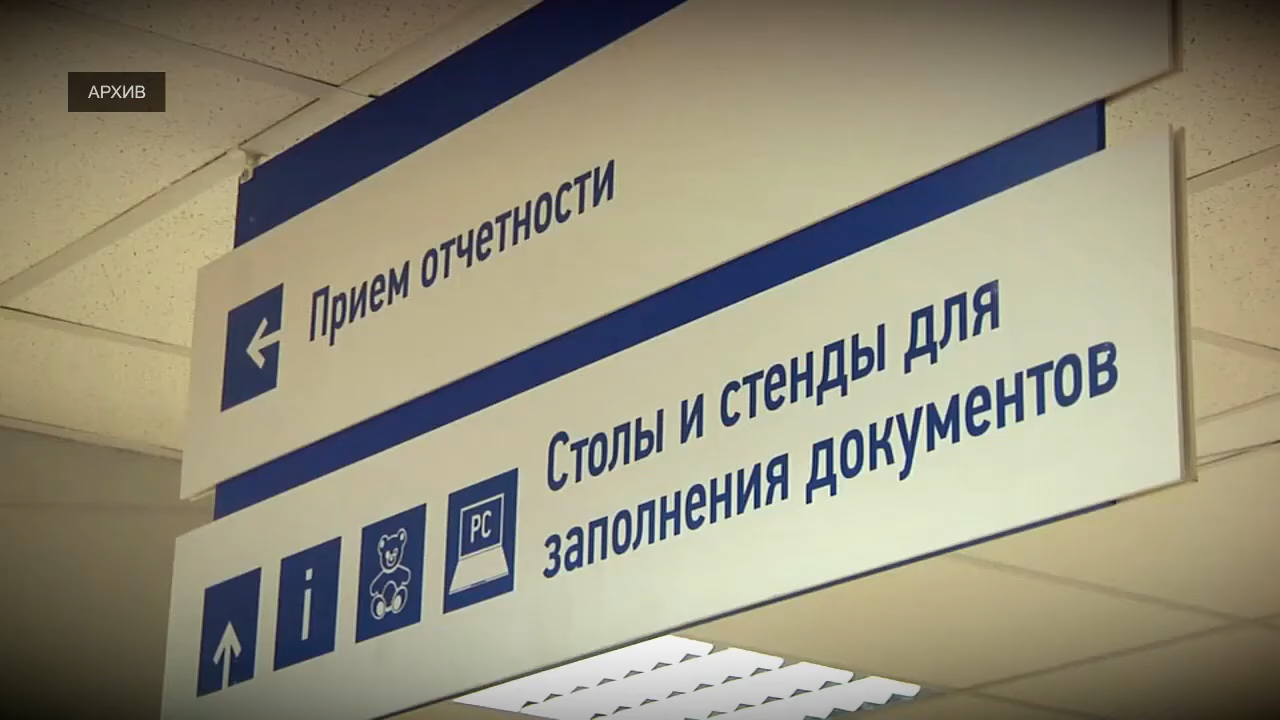 АРХИВ
Прием отчетности
Столы и стенды для
заполнения документов
i
PC